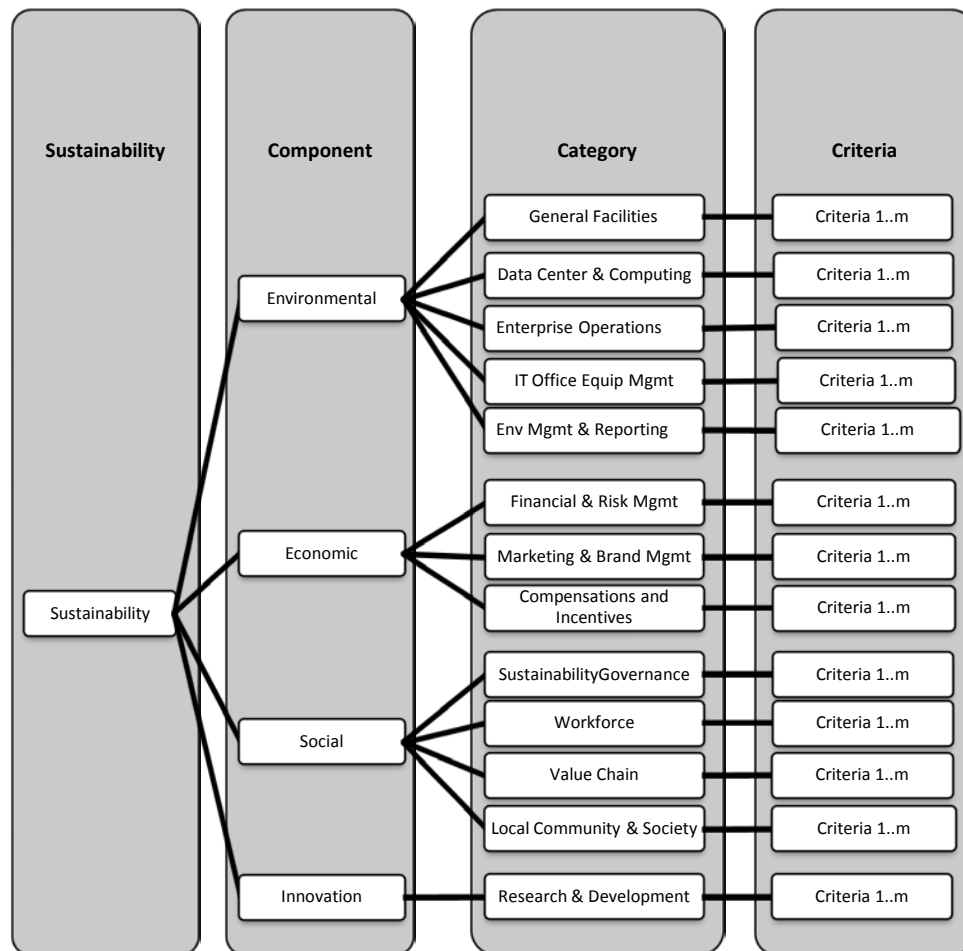 Sustainability
Component
Category
Criteria
General Facilities
Criteria 1..m
Data Center & Computing
Criteria 1..m
Environmental
Enterprise Operations
Criteria 1..m
IT Office Equip Mgmt
Criteria 1..m
Env Mgmt & Reporting
Criteria 1..m
Financial & Risk Mgmt
Criteria 1..m
Economic
Marketing & Brand Mgmt
Criteria 1..m
Compensations and
Incentives
Criteria 1..m
Sustainability
SustainabilityGovernance
Criteria 1..m
Workforce
Criteria 1..m
Social
Value Chain
Criteria 1..m
Local Community & Society
Criteria 1..m
Innovation
Research & Development
Criteria 1..m